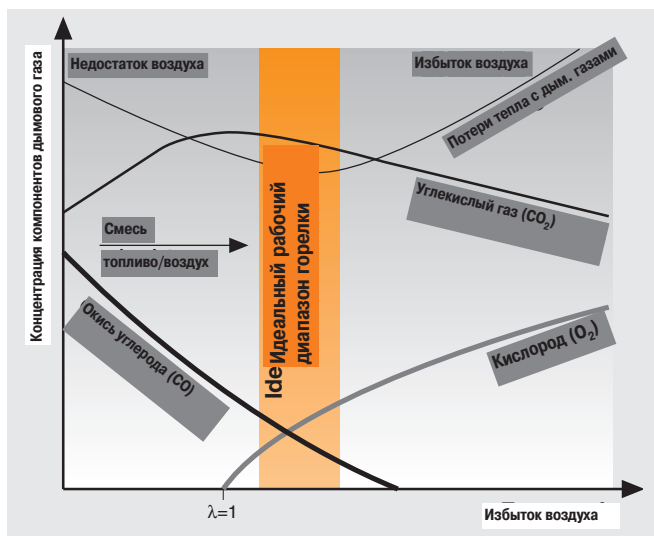 Концентрация компонентов дымового газа
Недостаток воздуха
Избыток воздуха
Потери тепла с дым. газами
Углекислый газ (CO₂)
Смесь
топливо/воздух
Ide
Идеальный рабочий
диапазон горелки
Окись углерода (CO)
Кислород (O₂)
λ=1
Избыток воздуха